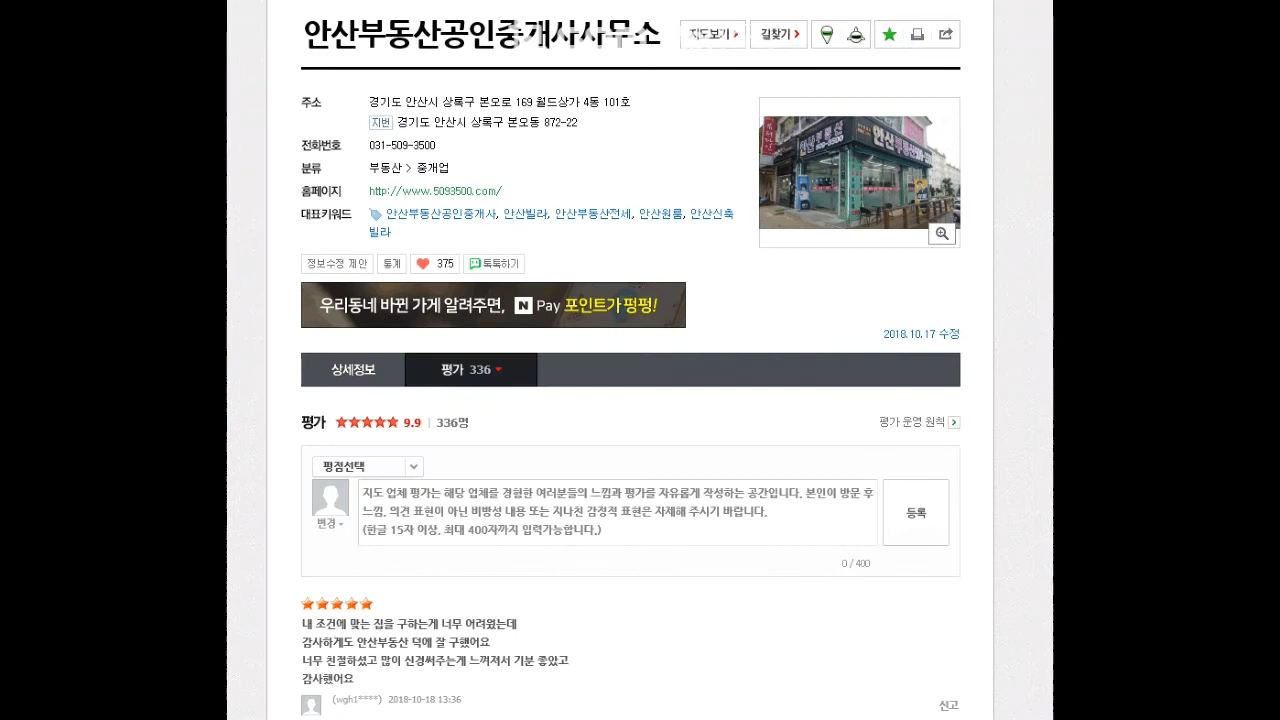 안산부동산공인중개사사무소
지도보기
길찾기
주소 경기도 안산시 상록구 본오로 169 월드상가 4동 101호
지번 경기도 안산시 상록구 본오동 872-22
전화번호 031-509-3500
분류 부동산 > 중개업
홈페이지 http://www.5093500.com/
대표키워드 안산부동산공인중개사, 안산빌라, 안산부동산전세, 안산원룸, 안산신축
빌라
안산부동산
안산부동산
정보수정 제안 통계 375 톡톡하기
우리동네 바뀐 가게 알려주면, N Pay 포인트가 펑펑!
2018.10.17 수정
상세정보 평가 336
평가 9.9 336명 평가 운영 원칙
평점선택
변경
지도 업체 평가는 해당 업체를 경험한 여러분들의 느낌과 평가를 자유롭게 작성하는 공간입니다. 본인이 방문 후
느낌, 의견 표현이 아닌 비방성 내용 또는 지나친 감정적 표현은 자제해 주시기 바랍니다.
(한글 15자 이상, 최대 400자까지 입력가능합니다.)
등록
0 / 400
내 조건에 맞는 집을 구하는게 너무 어려웠는데
감사하게도 안산부동산 덕에 잘 구했어요
너무 친절하셨고 많이 신경써주는게 느껴져서 기분 좋았고
감사했어요
(wgh1****) 2018-10-18 13:36
신고